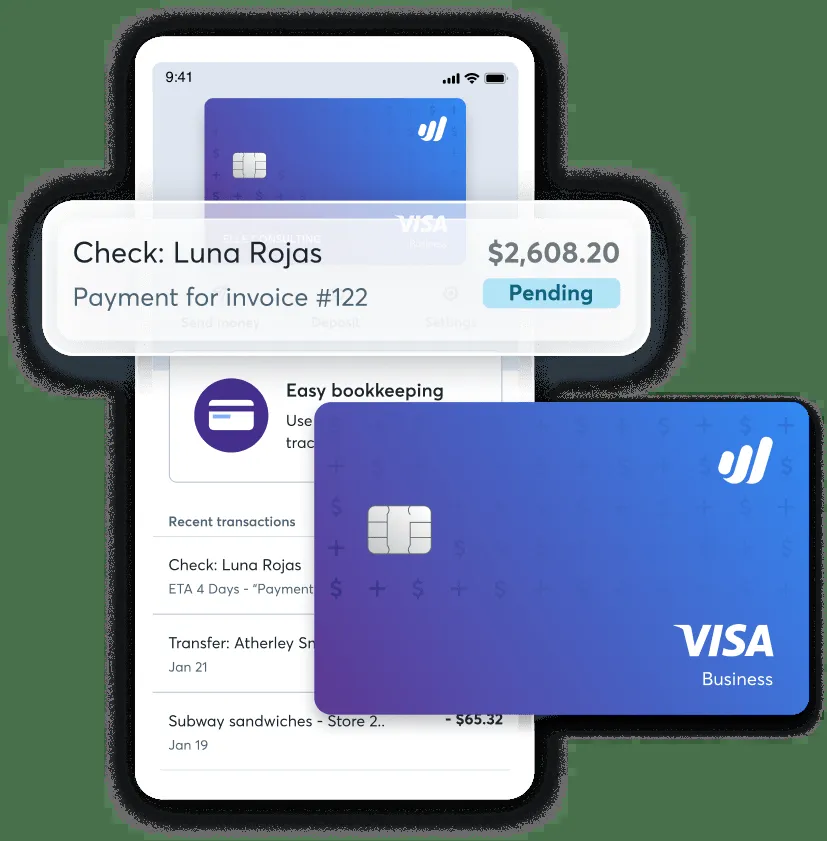 9:41
VISA
Check: Luna Rojas
$2,608.20
Payment for invoice #122
Pending
Send money
Deposit
Settings
Easy bookkeeping
Use
trac
Recent transactions
Check: Luna Rojas
ETA 4 Days - “Payment
Transfer: Atherley Sn
Jan 21
Subway sandwiches - Store 2..
- $65.32
Jan 19
VISA
Business